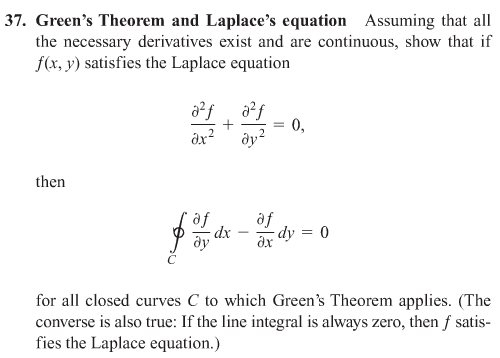 37. Green's Theorem and Laplace's equation Assuming that all
the necessary derivatives exist and are continuous, show that if
f(x, y) satisfies the Laplace equation
∂²f/∂x² + ∂²f/∂y² = 0,
then
∮_C ∂f/∂y dx − ∂f/∂x dy = 0
for all closed curves C to which Green's Theorem applies. (The
converse is also true: If the line integral is always zero, then f satis-
fies the Laplace equation.)